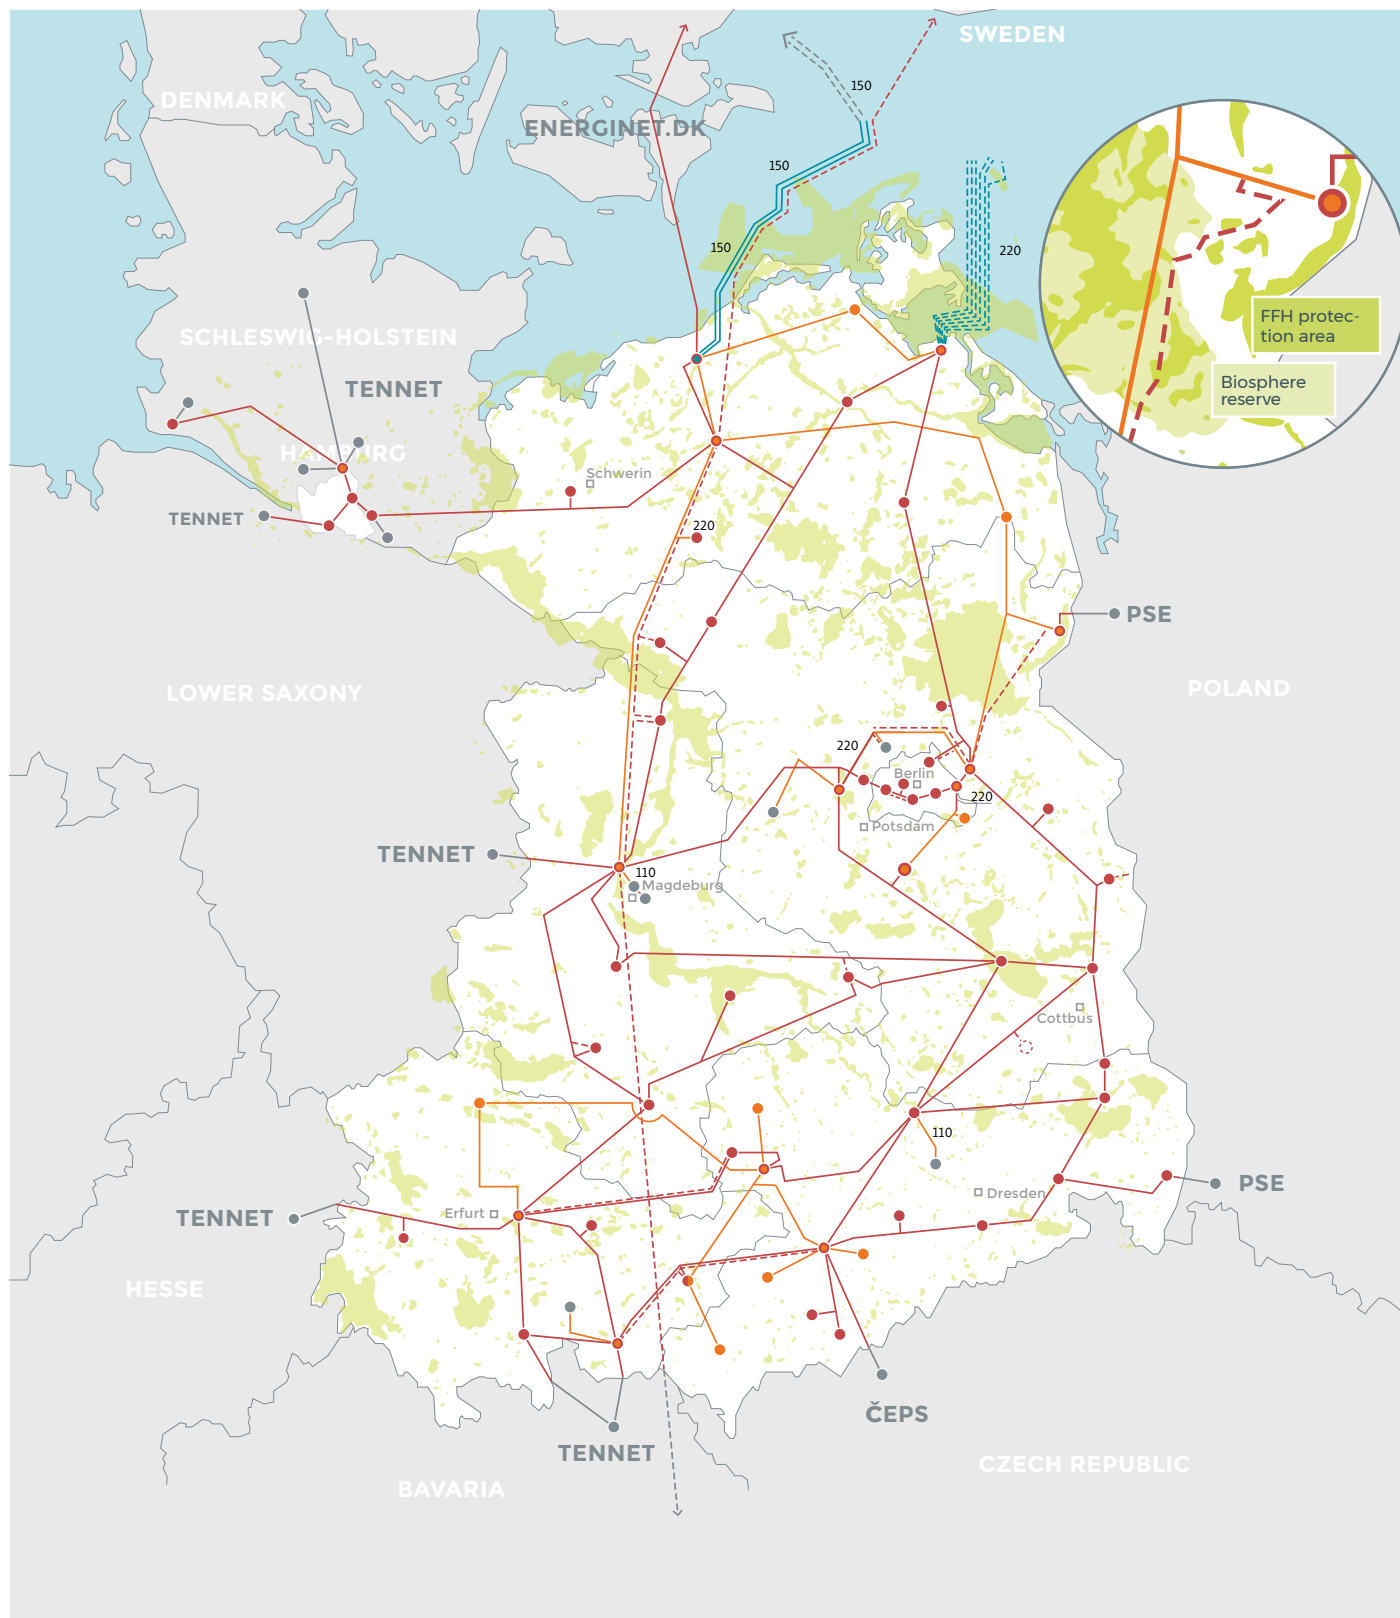 SWEDEN
150
DENMARK
ENERGINET.DK
150
150
220
FFH protec-
tion area
SCHLESWIG-HOLSTEIN
TENNET
Biosphere
reserve
HAMBURG
Schwerin
TENNET
220
PSE
LOWER SAXONY
POLAND
220
Berlin
220
Potsdam
TENNET
110
Magdeburg
Cottbus
110
PSE
Dresden
Erfurt
TENNET
HESSE
ČEPS
TENNET
CZECH REPUBLIC
BAVARIA